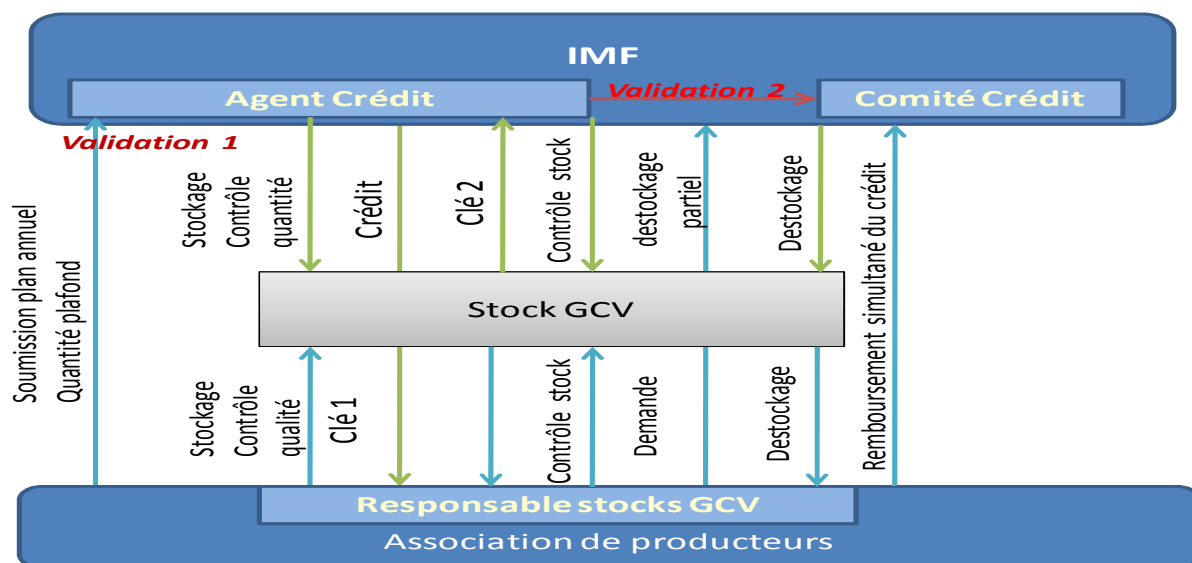 IMF
Agent Crédit
Validation 2
Comité Crédit
Validation 1
Soumission plan annuel
Quantité plafond
Stockage
Contrôle
quantité
Crédit
Clé 2
Contrôle stock
destockage
partiel
Destockage
Remboursement simultané du crédit
Stock GCV
Stockage
Contrôle
qualité
Clé 1
Contrôle stock
Demande
Destockage
Responsable stocks GCV
Association de producteurs